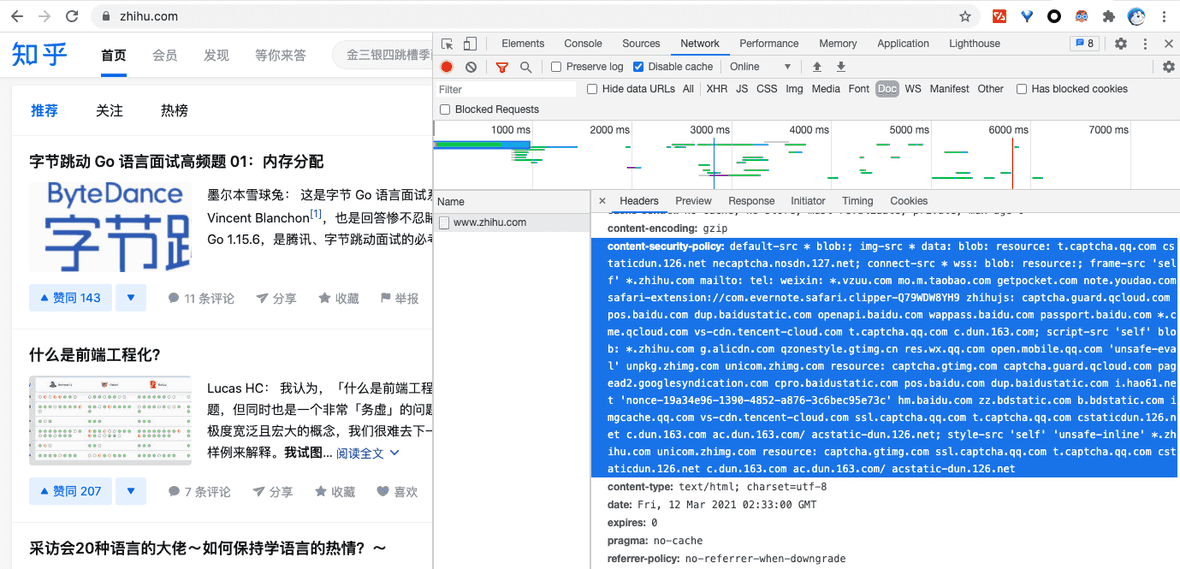 zhihu.com
知乎
首页
会员
发现
等你来答
金三银四跳槽季
推荐
关注
热榜
字节跳动 Go 语言面试高频题 01：内存分配
ByteDance
字节跳
墨尔本雪球兔： 这是字节 Go 语言面试系
Vincent Blanchon[1]，也是回答惨不忍睹
Go 1.15.6，是腾讯、字节跳动面试的必考
赞同 143
11 条评论
分享
收藏
举报
什么是前端工程化?
Lucas HC： 我认为，「什么是前端工程
题，但同时也是一个非常「务虚」的问题
极度宽泛且宏大的概念，我们很难去下一
样例来解释。我试图... 阅读全文
赞同 207
7 条评论
分享
收藏
喜欢
采访会20种语言的大佬～如何保持学语言的热情？～
Elements
Console
Sources
Network
Performance
Memory
Application
Lighthouse
8
Preserve log
Disable cache
Online
Filter
Hide data URLs
All
XHR
JS
CSS
Img
Media
Font
Doc
WS
Manifest
Other
Has blocked cookies
Blocked Requests
1000 ms
2000 ms
3000 ms
4000 ms
5000 ms
6000 ms
7000 ms
Name
www.zhihu.com
Headers
Preview
Response
Initiator
Timing
Cookies
content-encoding: gzip
content-security-policy: default-src * blob:; img-src * data: blob: resource: t.captcha.qq.com cs
taticdun.126.net necaptcha.nosdn.127.net; connect-src * wss: blob: resource:; frame-src 'sel
f' *.zhihu.com mailto: tel: weixin: *.vzuu.com mo.m.taobao.com getpocket.com note.youdao.com
safari-extension://com.evernote.safari.clipper-Q79WDW8YH9 zhihujs: captcha.guard.qcloud.com
pos.baidu.com dup.baidustatic.com openapi.baidu.com wappass.baidu.com passport.baidu.com *.c
me.qcloud.com vs-cdn.tencent-cloud.com t.captcha.qq.com c.dun.163.com; script-src 'self' blo
b: *.zhihu.com g.alicdn.com qzonestyle.gtimg.cn res.wx.qq.com open.mobile.qq.com 'unsafe-eva
l' unpkg.zhimg.com unicom.zhimg.com resource: captcha.gtimg.com captcha.guard.qcloud.com pag
ead2.googlesyndication.com cpro.baidustatic.com pos.baidu.com dup.baidustatic.com i.hao61.ne
t 'nonce-19a34e96-1390-4852-a876-3c6bec95e73c' hm.baidu.com zz.bdstatic.com b.bdstatic.com i
mgcache.qq.com vs-cdn.tencent-cloud.com ssl.captcha.qq.com t.captcha.qq.com cstaticdun.126.n
et c.dun.163.com ac.dun.163.com/ acstatic-dun.126.net; style-src 'self' 'unsafe-inline' *.zh
ihu.com unicom.zhimg.com resource: captcha.gtimg.com ssl.captcha.qq.com t.captcha.qq.com cst
aticdun.126.net c.dun.163.com ac.dun.163.com/ acstatic-dun.126.net
content-type: text/html; charset=utf-8
date: Fri, 12 Mar 2021 02:33:00 GMT
expires: 0
pragma: no-cache
referrer-policy: no-referrer-when-downgrade